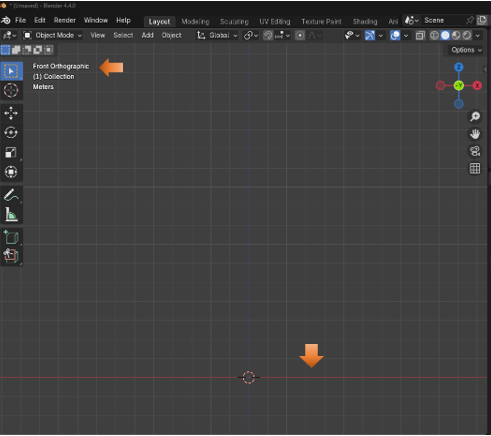 * (Unsaved) - Blender 4.4.0
File Edit Render Window Help Layout Modeling Sculpting UV Editing Texture Paint Shading Ani Scene
Object Mode View Select Add Object Global
Options
Front Orthographic
(1) Collection
Meters
Z
-Y
X